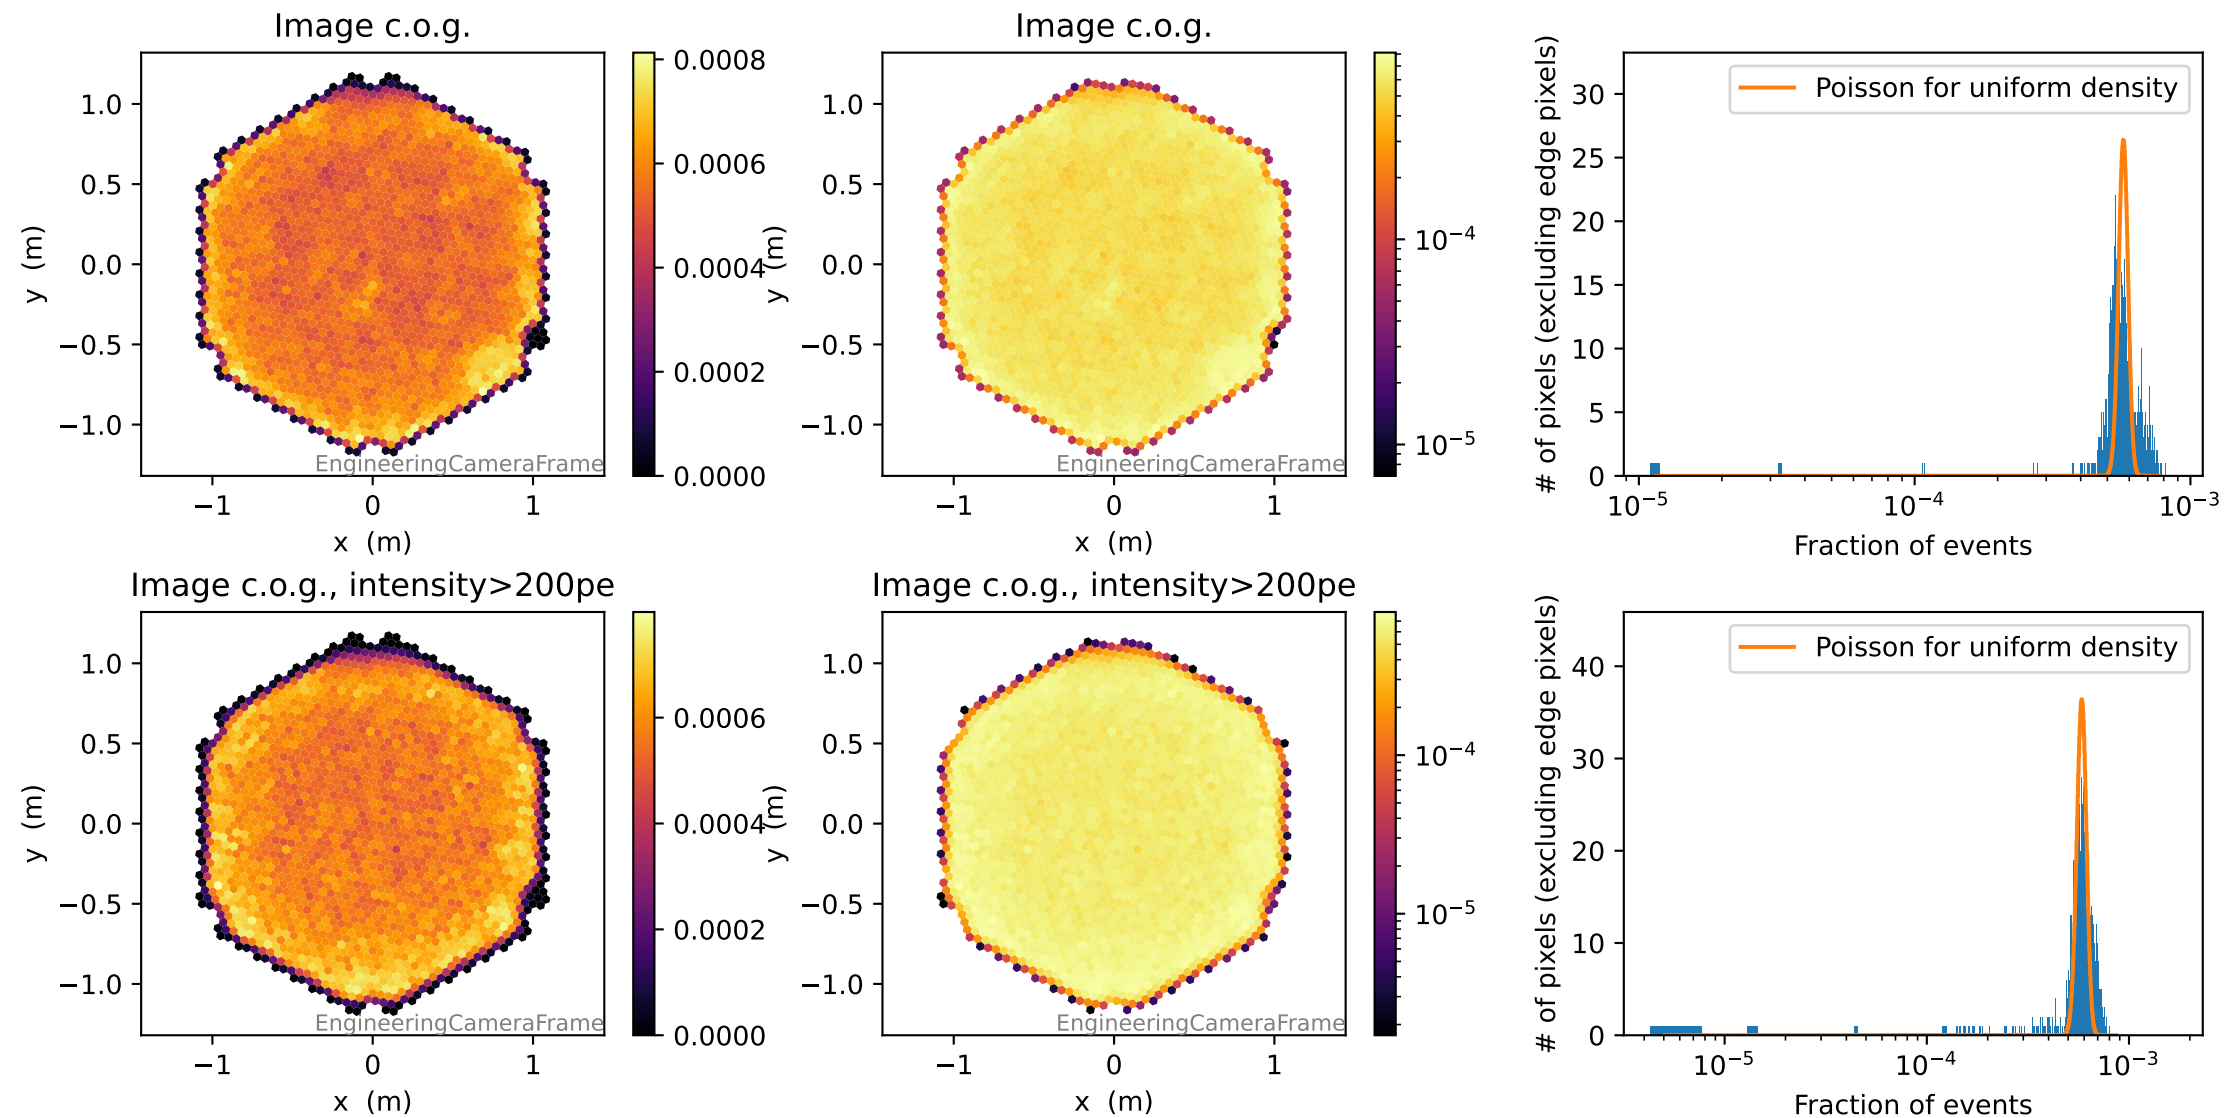 Image c.o.g.
1.0
0.5
0.0
−0.5
−1.0
y (m)
−1
0
1
x (m)
EngineeringCameraFrame
0.0008
0.0006
0.0004
0.0002
0.0000
Image c.o.g.
1.0
0.5
0.0
−0.5
−1.0
y (m)
−1
0
1
x (m)
EngineeringCameraFrame
10⁻⁴
10⁻⁵
Poisson for uniform density
30
25
20
15
10
5
0
# of pixels (excluding edge pixels)
10⁻⁵
10⁻⁴
10⁻³
Fraction of events
Image c.o.g., intensity>200pe
1.0
0.5
0.0
−0.5
−1.0
y (m)
−1
0
1
x (m)
EngineeringCameraFrame
0.0006
0.0004
0.0002
0.0000
Image c.o.g., intensity>200pe
1.0
0.5
0.0
−0.5
−1.0
y (m)
−1
0
1
x (m)
EngineeringCameraFrame
10⁻⁴
10⁻⁵
Poisson for uniform density
40
30
20
10
0
# of pixels (excluding edge pixels)
10⁻⁵
10⁻⁴
10⁻³
Fraction of events